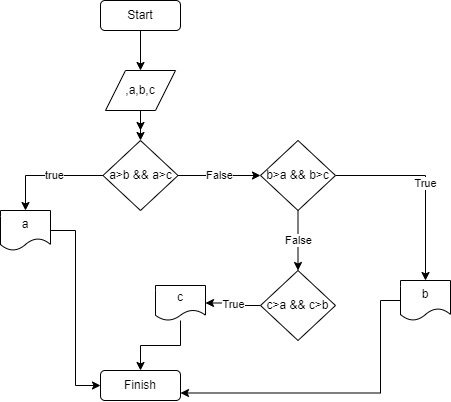 Start
,a,b,c
a>b && a>c
true
False
b>a && b>c
True
a
False
b
c
True
c>a && c>b
Finish